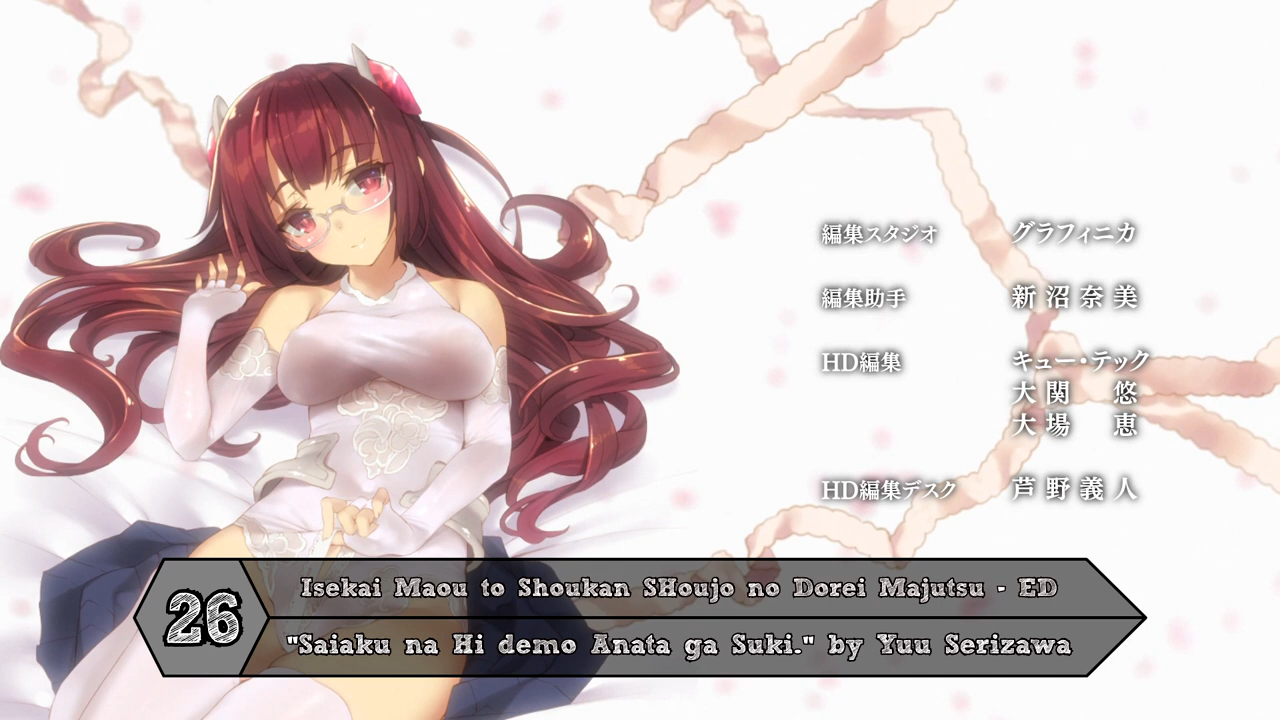 編集スタジオ グラフィニカ
編集助手 新沼奈美
HD編集 キュー・テック
大関 悠
大場 恵
HD編集デスク 芦野義人
26
Isekai Maou to Shoukan SHoujo no Dorei Majutsu - ED
"Saiaku na Hi demo Anata ga Suki." by Yuu Serizawa